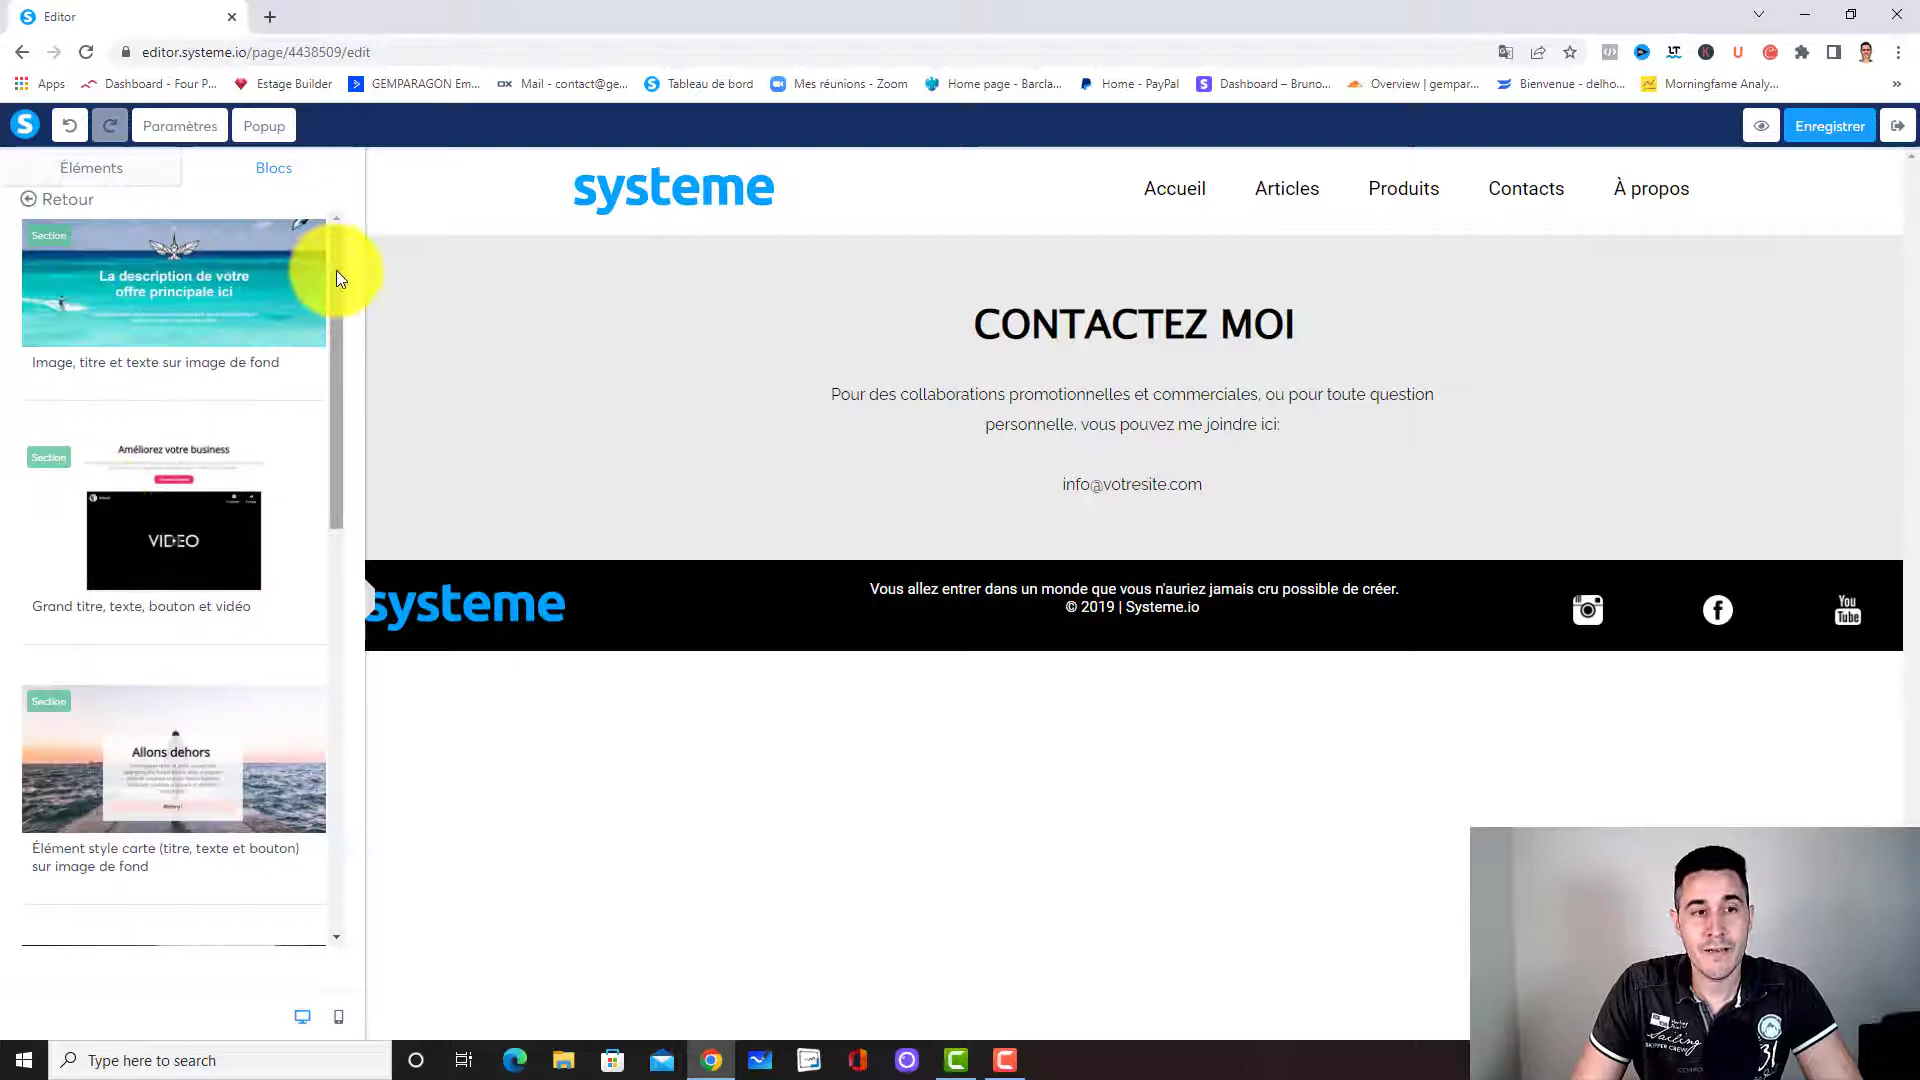 Editor
editor.systeme.io/page/4438509/edit
Apps
Dashboard - Four P...
Estage Builder
GEMPARAGON Em...
Mail - contact@ge...
Tableau de bord
Mes réunions - Zoom
Home page - Barcla...
Home - PayPal
Dashboard – Bruno...
Overview | gempar...
Bienvenue - delho...
Morningfame Analy...
Paramètres
Popup
Enregistrer
Éléments
Blocs
Retour
systeme
Accueil
Articles
Produits
Contacts
À propos
Section
La description de votre
offre principale ici
Image, titre et texte sur image de fond
Section
Améliorez votre business
VIDEO
Grand titre, texte, bouton et vidéo
Section
Allons dehors
Élément style carte (titre, texte et bouton)
sur image de fond
CONTACTEZ MOI
Pour des collaborations promotionnelles et commerciales, ou pour toute question
personnelle, vous pouvez me joindre ici:
info@votresite.com
systeme
Vous allez entrer dans un monde que vous n'auriez jamais cru possible de créer.
© 2019 | Systeme.io
You
Tube
Sailing
SKIPPER CREW
31
Type here to search